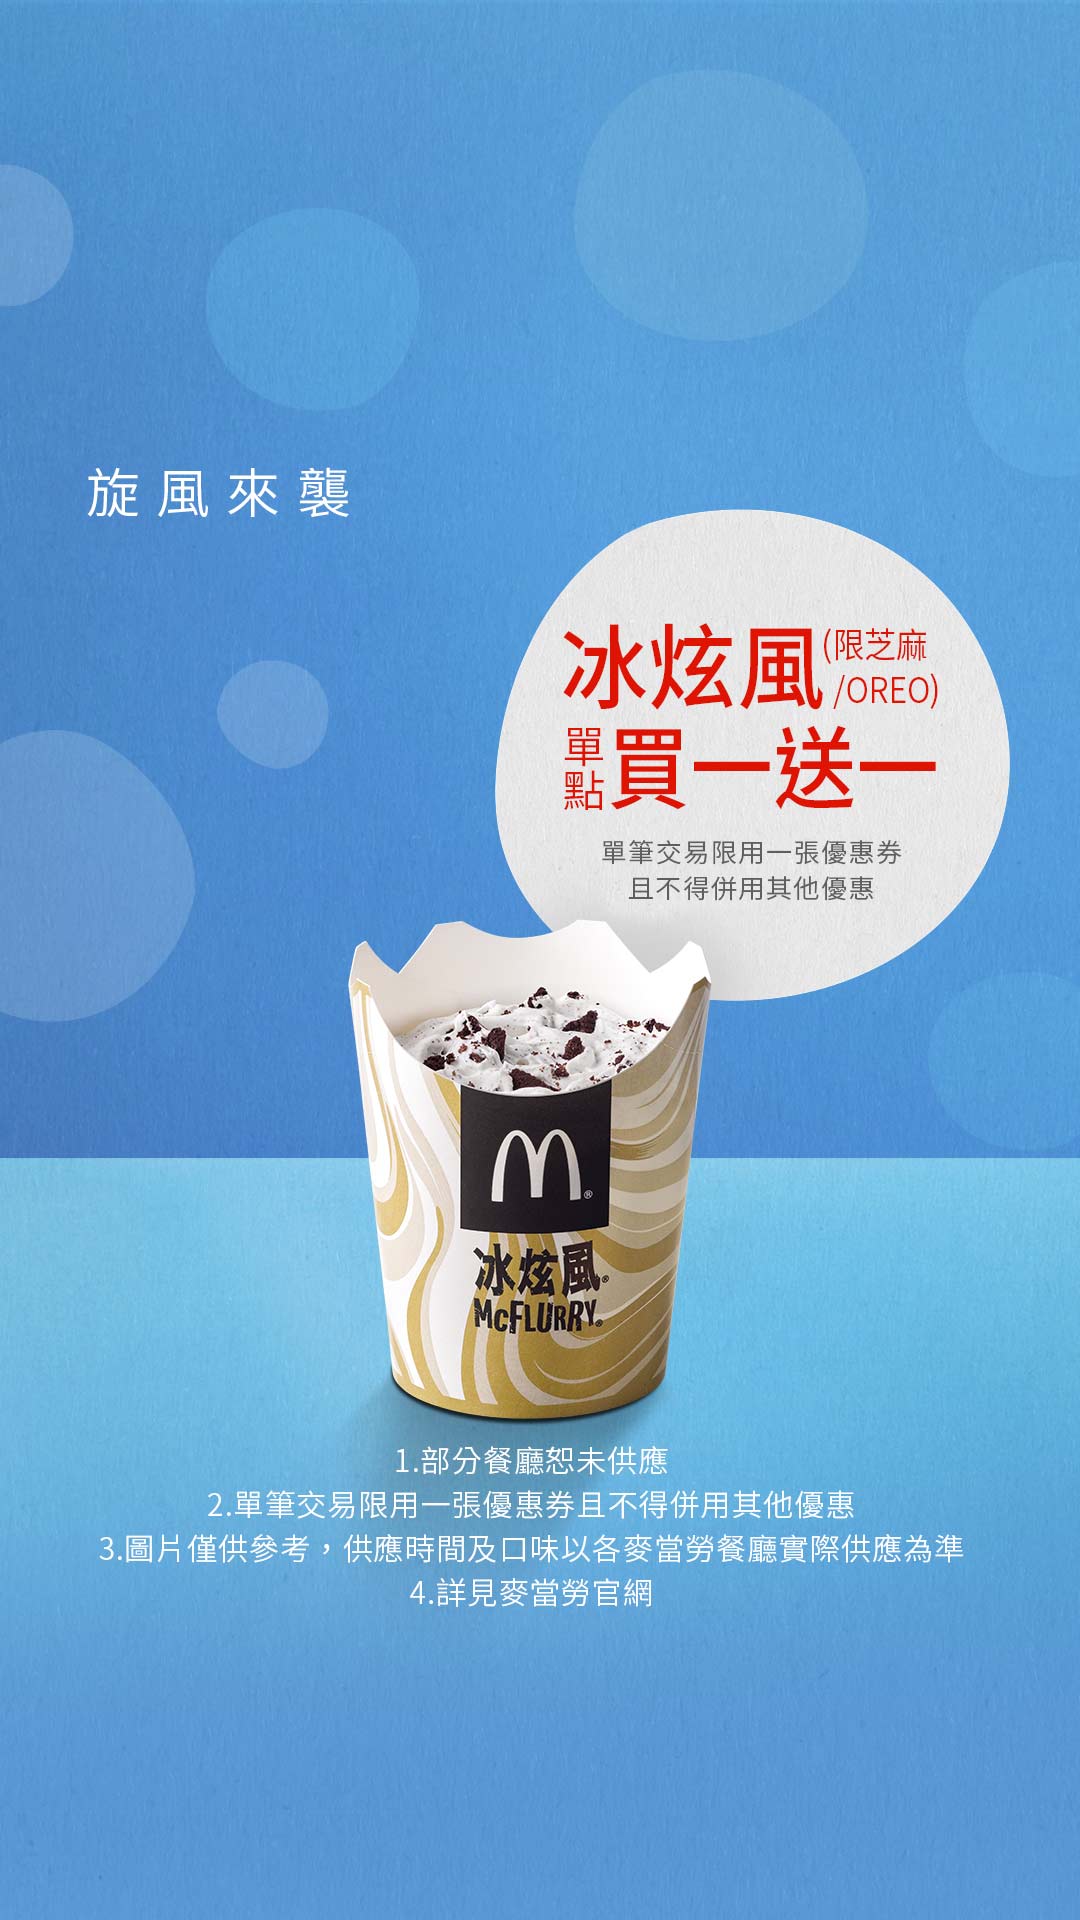 旋風來襲
冰炫風(限芝麻/OREO)
單點買一送一
單筆交易限用一張優惠券
且不得併用其他優惠
M®
冰炫風®
McFLURRY®
1.部分餐廳恕未供應
2.單筆交易限用一張優惠券且不得併用其他優惠
3.圖片僅供參考，供應時間及口味以各麥當勞餐廳實際供應為準
4.詳見麥當勞官網